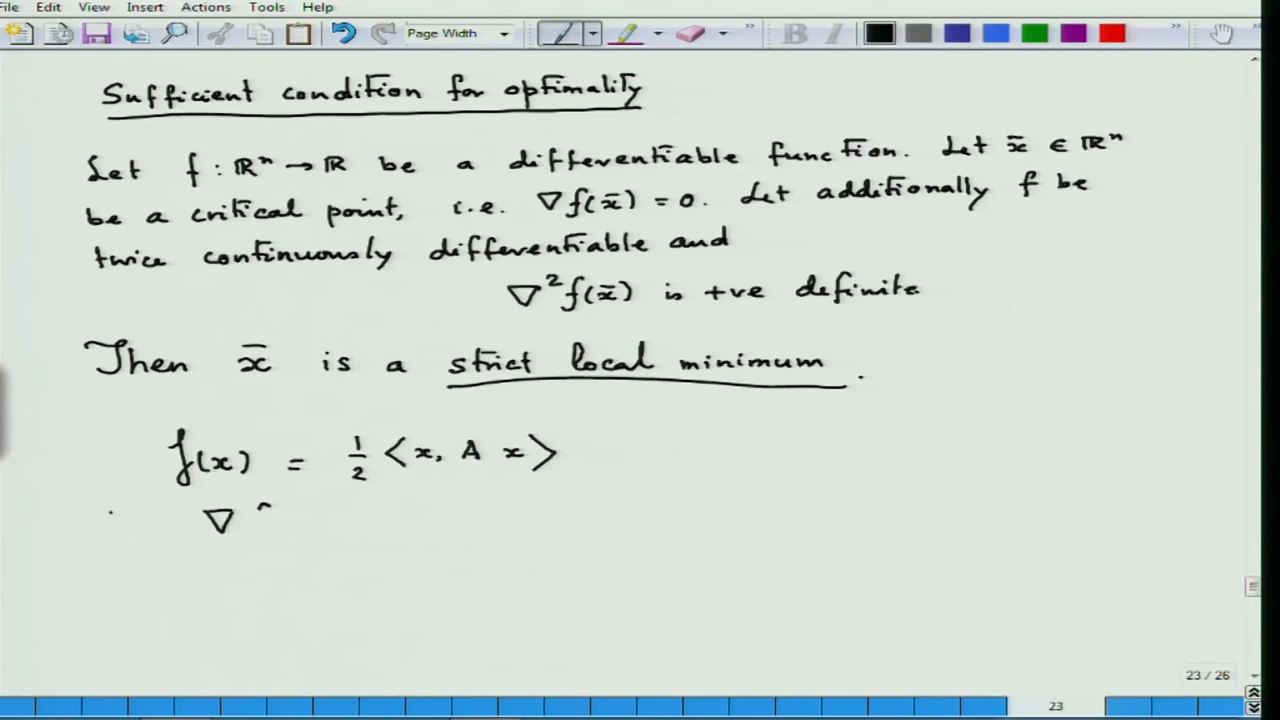 File Edit View Insert Actions Tools Help
Page Width
Sufficient condition for optimality
Let f : ℝⁿ → ℝ be a differentiable function. Let x̄ ∈ ℝⁿ
be a critical point, i.e. ∇f(x̄) = 0. Let additionally f be
twice continuously differentiable and
∇²f(x̄) is +ve definite
Then x̄ is a strict local minimum.
f(x) = 1/2 <x, A x>
∇
23 / 26
23